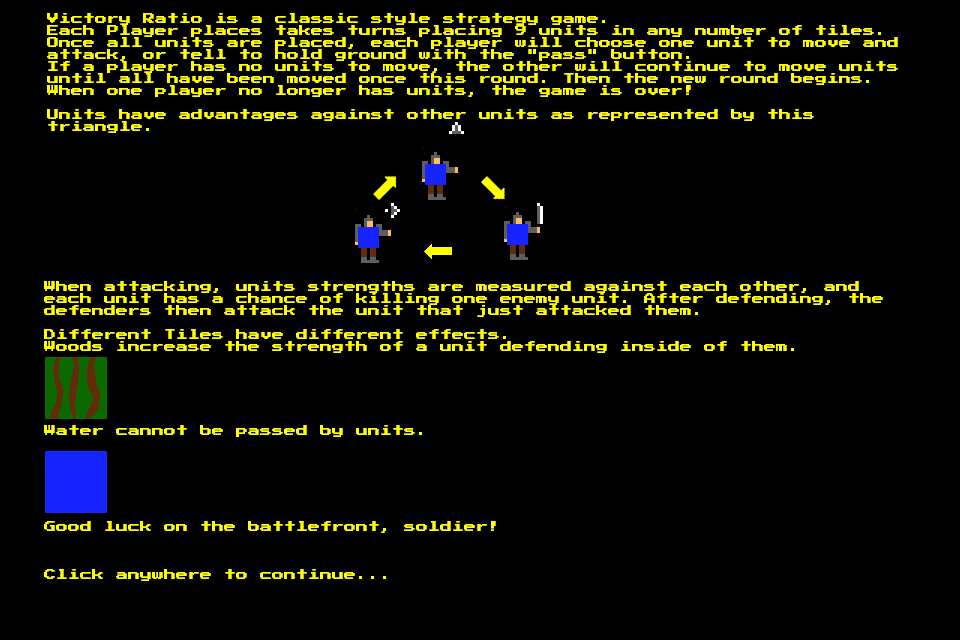 Victory Ratio is a classic style strategy game.
Each Player places takes turns placing 9 units in any number of tiles.
Once all units are placed, each player will choose one unit to move and
attack, or tell to hold ground with the "pass" button.
If a player has no units to move, the other will continue to move units
until all have been moved once this round. Then the new round begins.
When one player no longer has units, the game is over!
Units have advantages against other units as represented by this
triangle.
When attacking, units strengths are measured against each other, and
each unit has a chance of killing one enemy unit. After defending, the
defenders then attack the unit that just attacked them.
Different Tiles have different effects.
Woods increase the strength of a unit defending inside of them.
Water cannot be passed by units.
Good luck on the battlefront, soldier!
Click anywhere to continue...